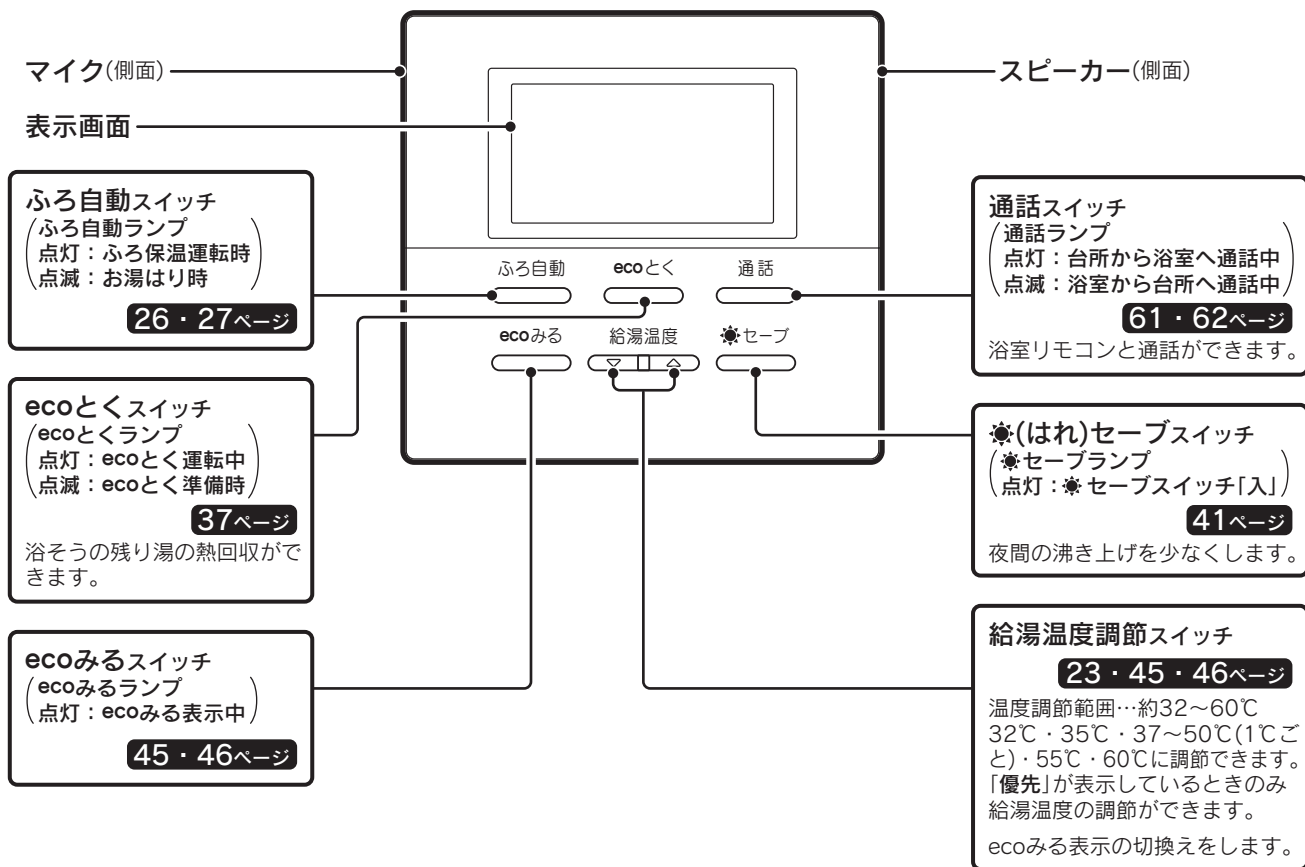 マイク(側面)
スピーカー(側面)
表示画面
ふろ自動スイッチ
ふろ自動ランプ
点灯：ふろ保温運転時
点滅：お湯はり時
26・27ページ
ecoとくスイッチ
ecoとくランプ
点灯：ecoとく運転中
点滅：ecoとく準備時
37ページ
浴そうの残り湯の熱回収がで
きます。
ecoみるスイッチ
ecoみるランプ
点灯：ecoみる表示中
45・46ページ
ふろ自動 ecoとく 通話
ecoみる 給湯温度 ☀セーブ
▽ △
通話スイッチ
通話ランプ
点灯：台所から浴室へ通話中
点滅：浴室から台所へ通話中
61・62ページ
浴室リモコンと通話ができます。
☀(はれ)セーブスイッチ
☀セーブランプ
点灯：☀セーブスイッチ「入」
41ページ
夜間の沸き上げを少なくします。
給湯温度調節スイッチ
23・45・46ページ
温度調節範囲…約32～60℃
32℃・35℃・37～50℃(1℃ご
と)・55℃・60℃に調節できます。
「優先」が表示しているときのみ
給湯温度の調節ができます。
ecoみる表示の切換えをします。